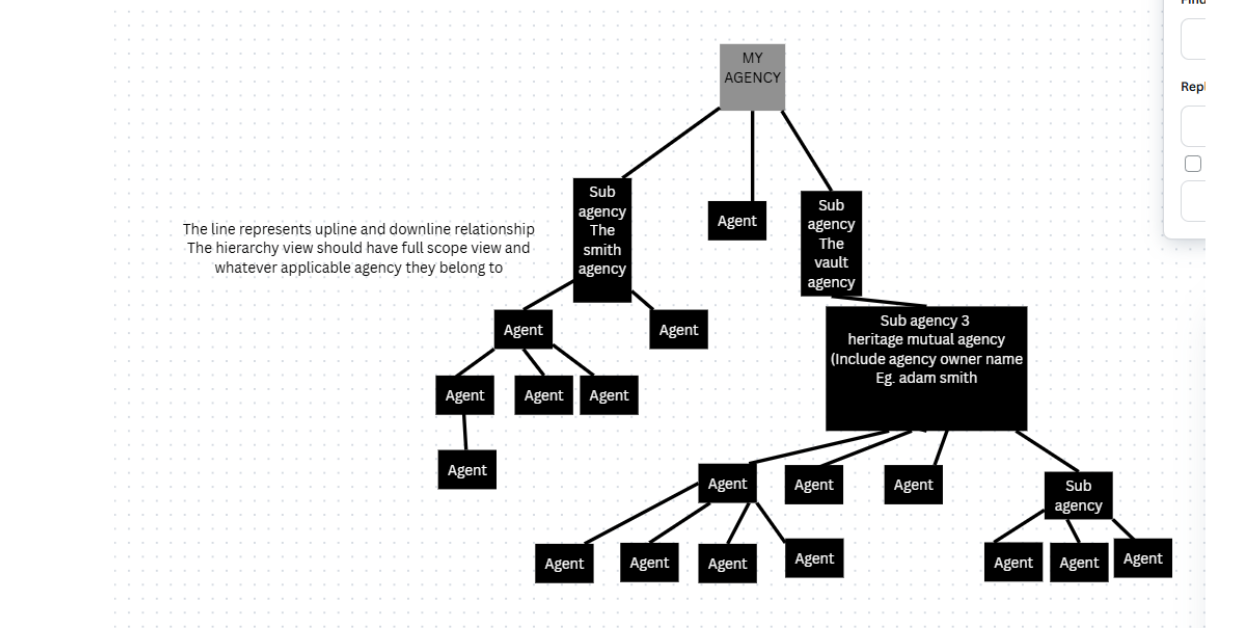 Find
Repl
MY
AGENCY
Sub
agency
The
smith
agency
Agent
Sub
agency
The
vault
agency
The line represents upline and downline relationship
The hierarchy view should have full scope view and
whatever applicable agency they belong to
Agent
Agent
Sub agency 3
heritage mutual agency
(Include agency owner name
Eg. adam smith
Agent
Agent
Agent
Agent
Agent
Agent
Agent
Sub
agency
Agent
Agent
Agent
Agent
Agent
Agent
Agent